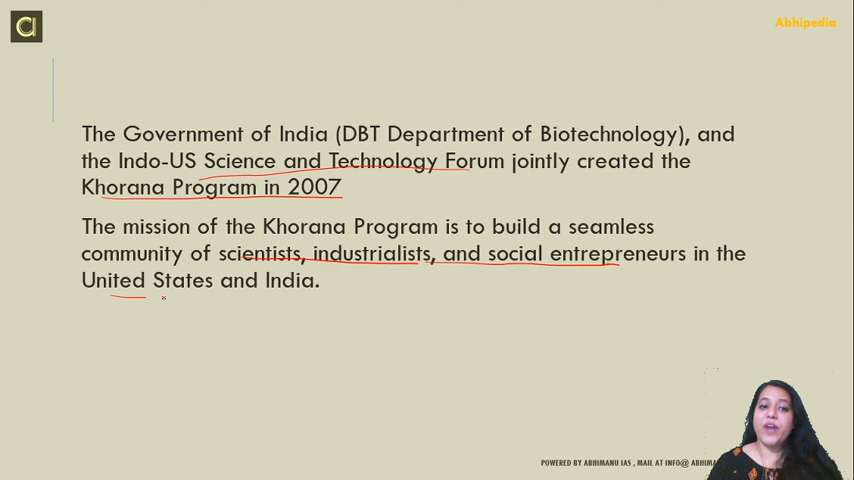 Abhipedia
The Government of India (DBT Department of Biotechnology), and
the Indo-US Science and Technology Forum jointly created the
Khorana Program in 2007
The mission of the Khorana Program is to build a seamless
community of scientists, industrialists, and social entrepreneurs in the
United States and India.
POWERED BY ABHIMANU IAS , MAIL AT INFO@ ABHIMA